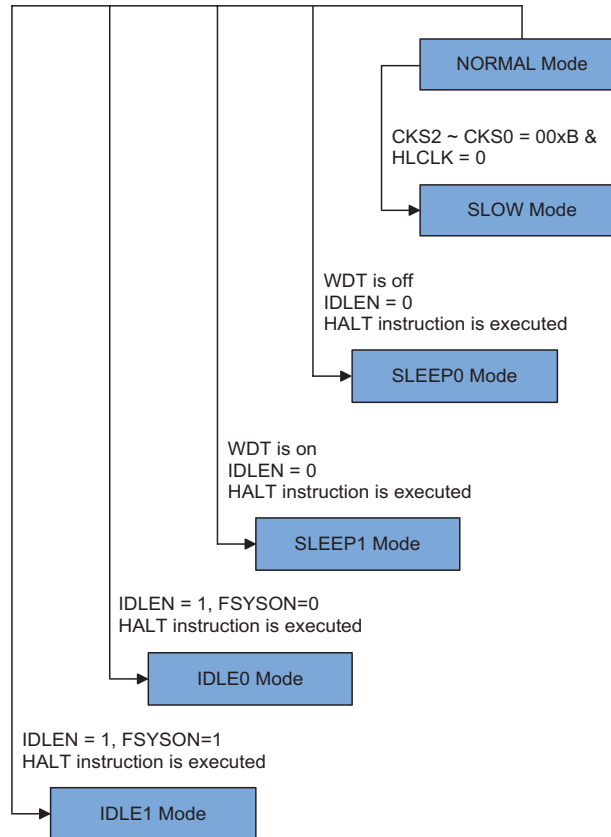 NORMAL Mode
CKS2 ~ CKS0 = 00xB &
HLCLK = 0
SLOW Mode
WDT is off
IDLEN = 0
HALT instruction is executed
SLEEP0 Mode
WDT is on
IDLEN = 0
HALT instruction is executed
SLEEP1 Mode
IDLEN = 1, FSYSON=0
HALT instruction is executed
IDLE0 Mode
IDLEN = 1, FSYSON=1
HALT instruction is executed
IDLE1 Mode